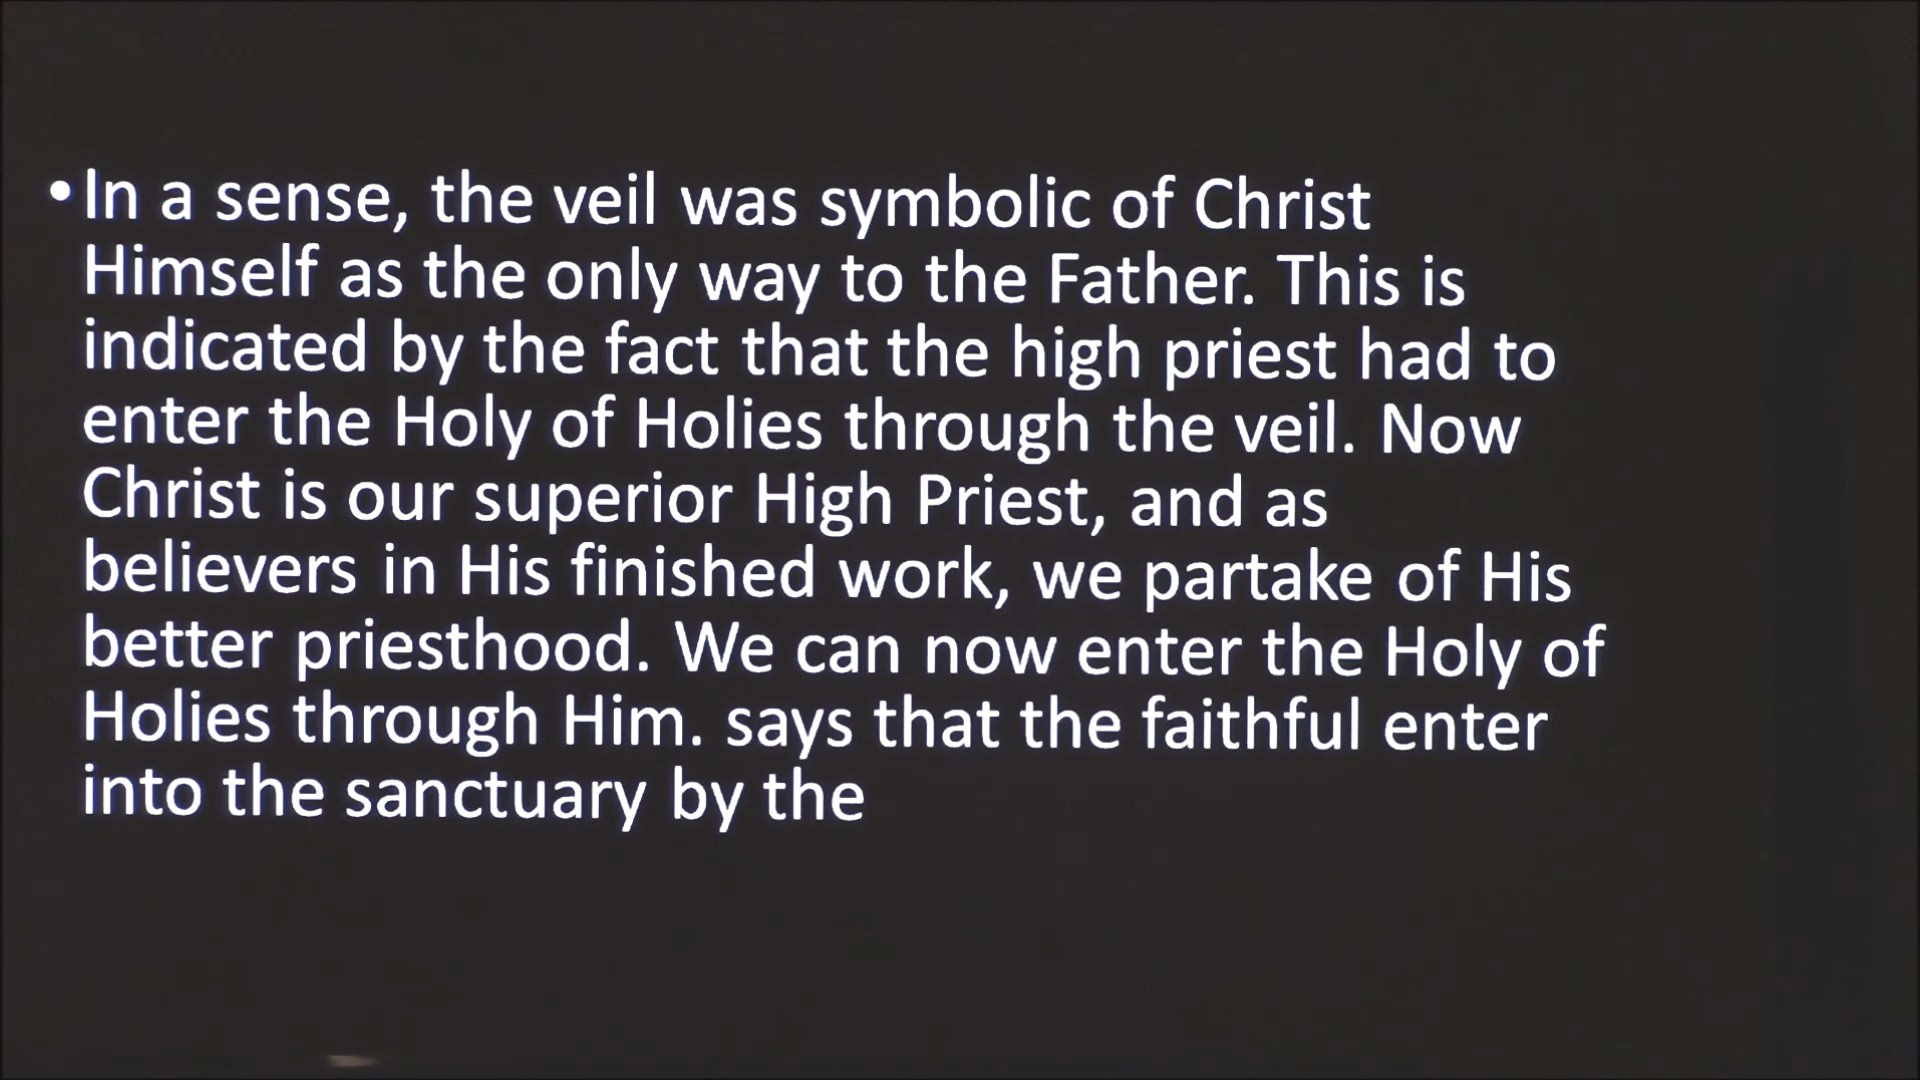 •In a sense, the veil was symbolic of Christ
Himself as the only way to the Father. This is
indicated by the fact that the high priest had to
enter the Holy of Holies through the veil. Now
Christ is our superior High Priest, and as
believers in His finished work, we partake of His
better priesthood. We can now enter the Holy of
Holies through Him. says that the faithful enter
into the sanctuary by the